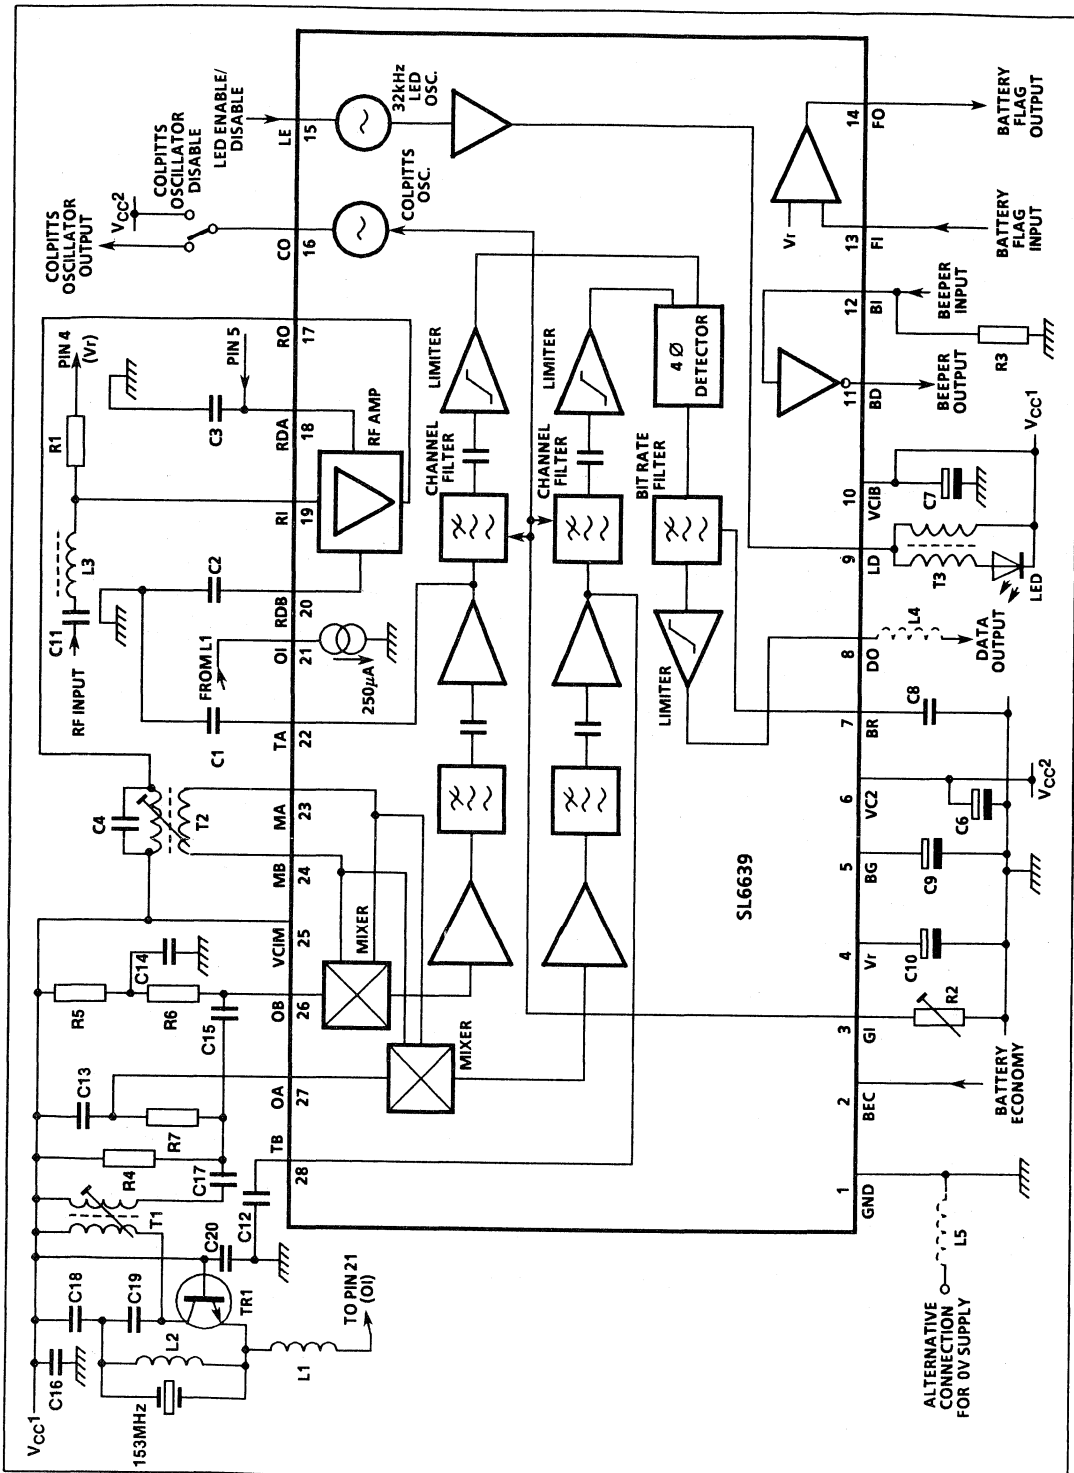 COLPITTS
OSCILLATOR
OUTPUT
VCC2
COLPITTS
OSCILLATOR
DISABLE
LED ENABLE/
DISABLE
PIN 4
(Vr)
R1
PIN 5
C3
L3
C11
RF INPUT
C2
FROM L1
C1
C4
T2
C14
R5
R6
C15
C13
R7
R4
C17
T1
C12
C20
C18
C19
TR1
L2
C16
VCC1
153MHz
L1
TO PIN 21
(OI)
LE
15
CO
16
RO
17
RDA
18
RI
19
RDB
20
OI
21
TA
22
MA
23
MB
24
VCIM
25
OB
26
OA
27
TB
28
32kHz
LED
OSC.
COLPITTS
OSC.
RF AMP
250µA
MIXER
MIXER
CHANNEL
FILTER
LIMITER
CHANNEL
FILTER
LIMITER
4 Ø
DETECTOR
BIT RATE
FILTER
LIMITER
SL6639
Vr
14
FO
13
FI
12
BI
11
BD
10
VCIB
9
LD
8
DO
7
BR
6
VC2
5
BG
4
Vr
3
GI
2
BEC
1
GND
BATTERY
FLAG
OUTPUT
BATTERY
FLAG
INPUT
BEEPER
INPUT
R3
BEEPER
OUTPUT
VCC1
C7
T3
LED
L4
DATA
OUTPUT
C8
C6
VCC2
C9
C10
R2
BATTERY
ECONOMY
L5
ALTERNATIVE
CONNECTION
FOR 0V SUPPLY